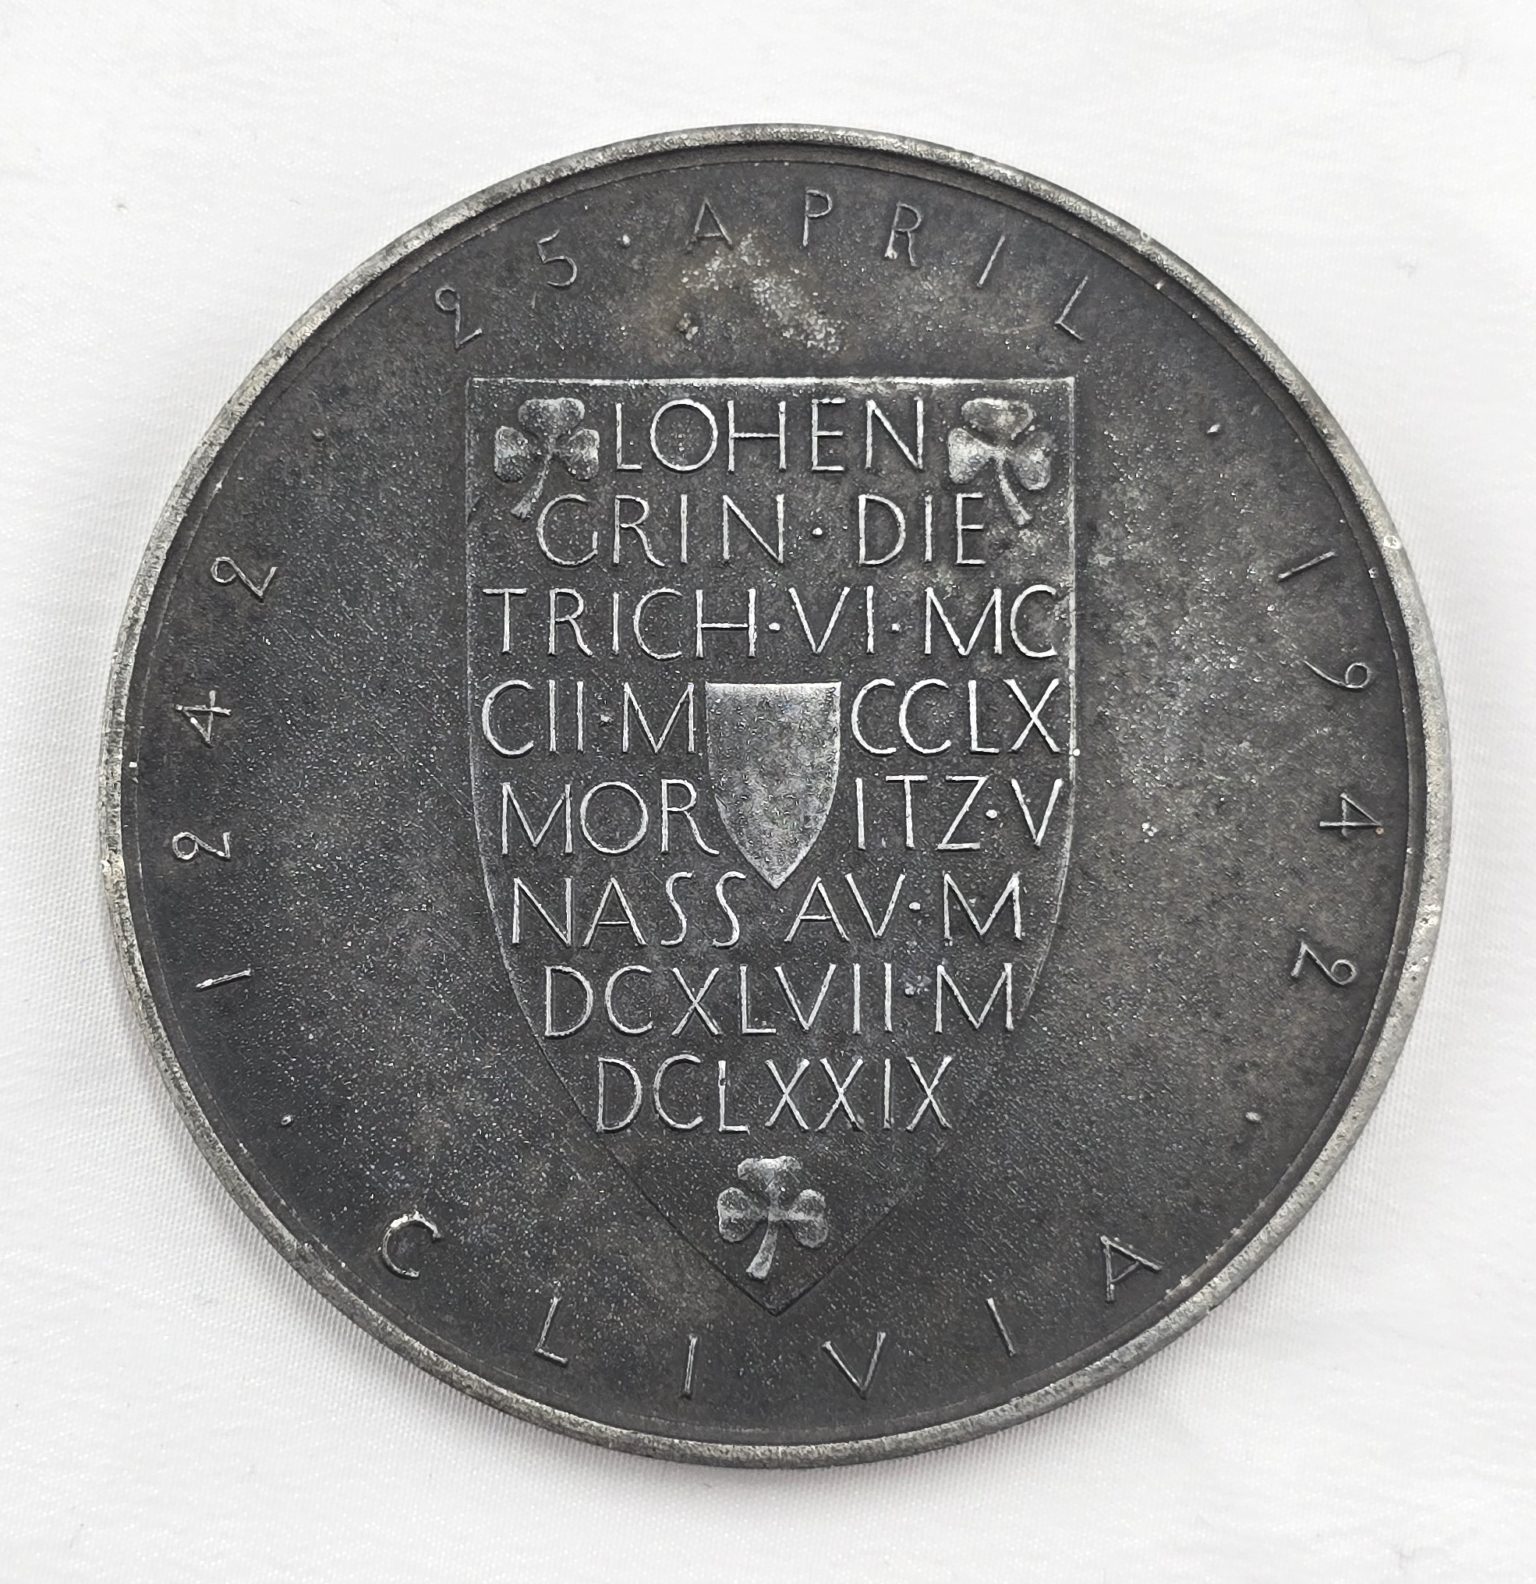 1242 25·APRIL 1942
CLIVIA
LOHEN
GRIN·DIE
TRICH·VI·MC
CII·M CCLX
MOR ITZ·V
NASS AV·M
DCXLVII·M
DCLXXIX